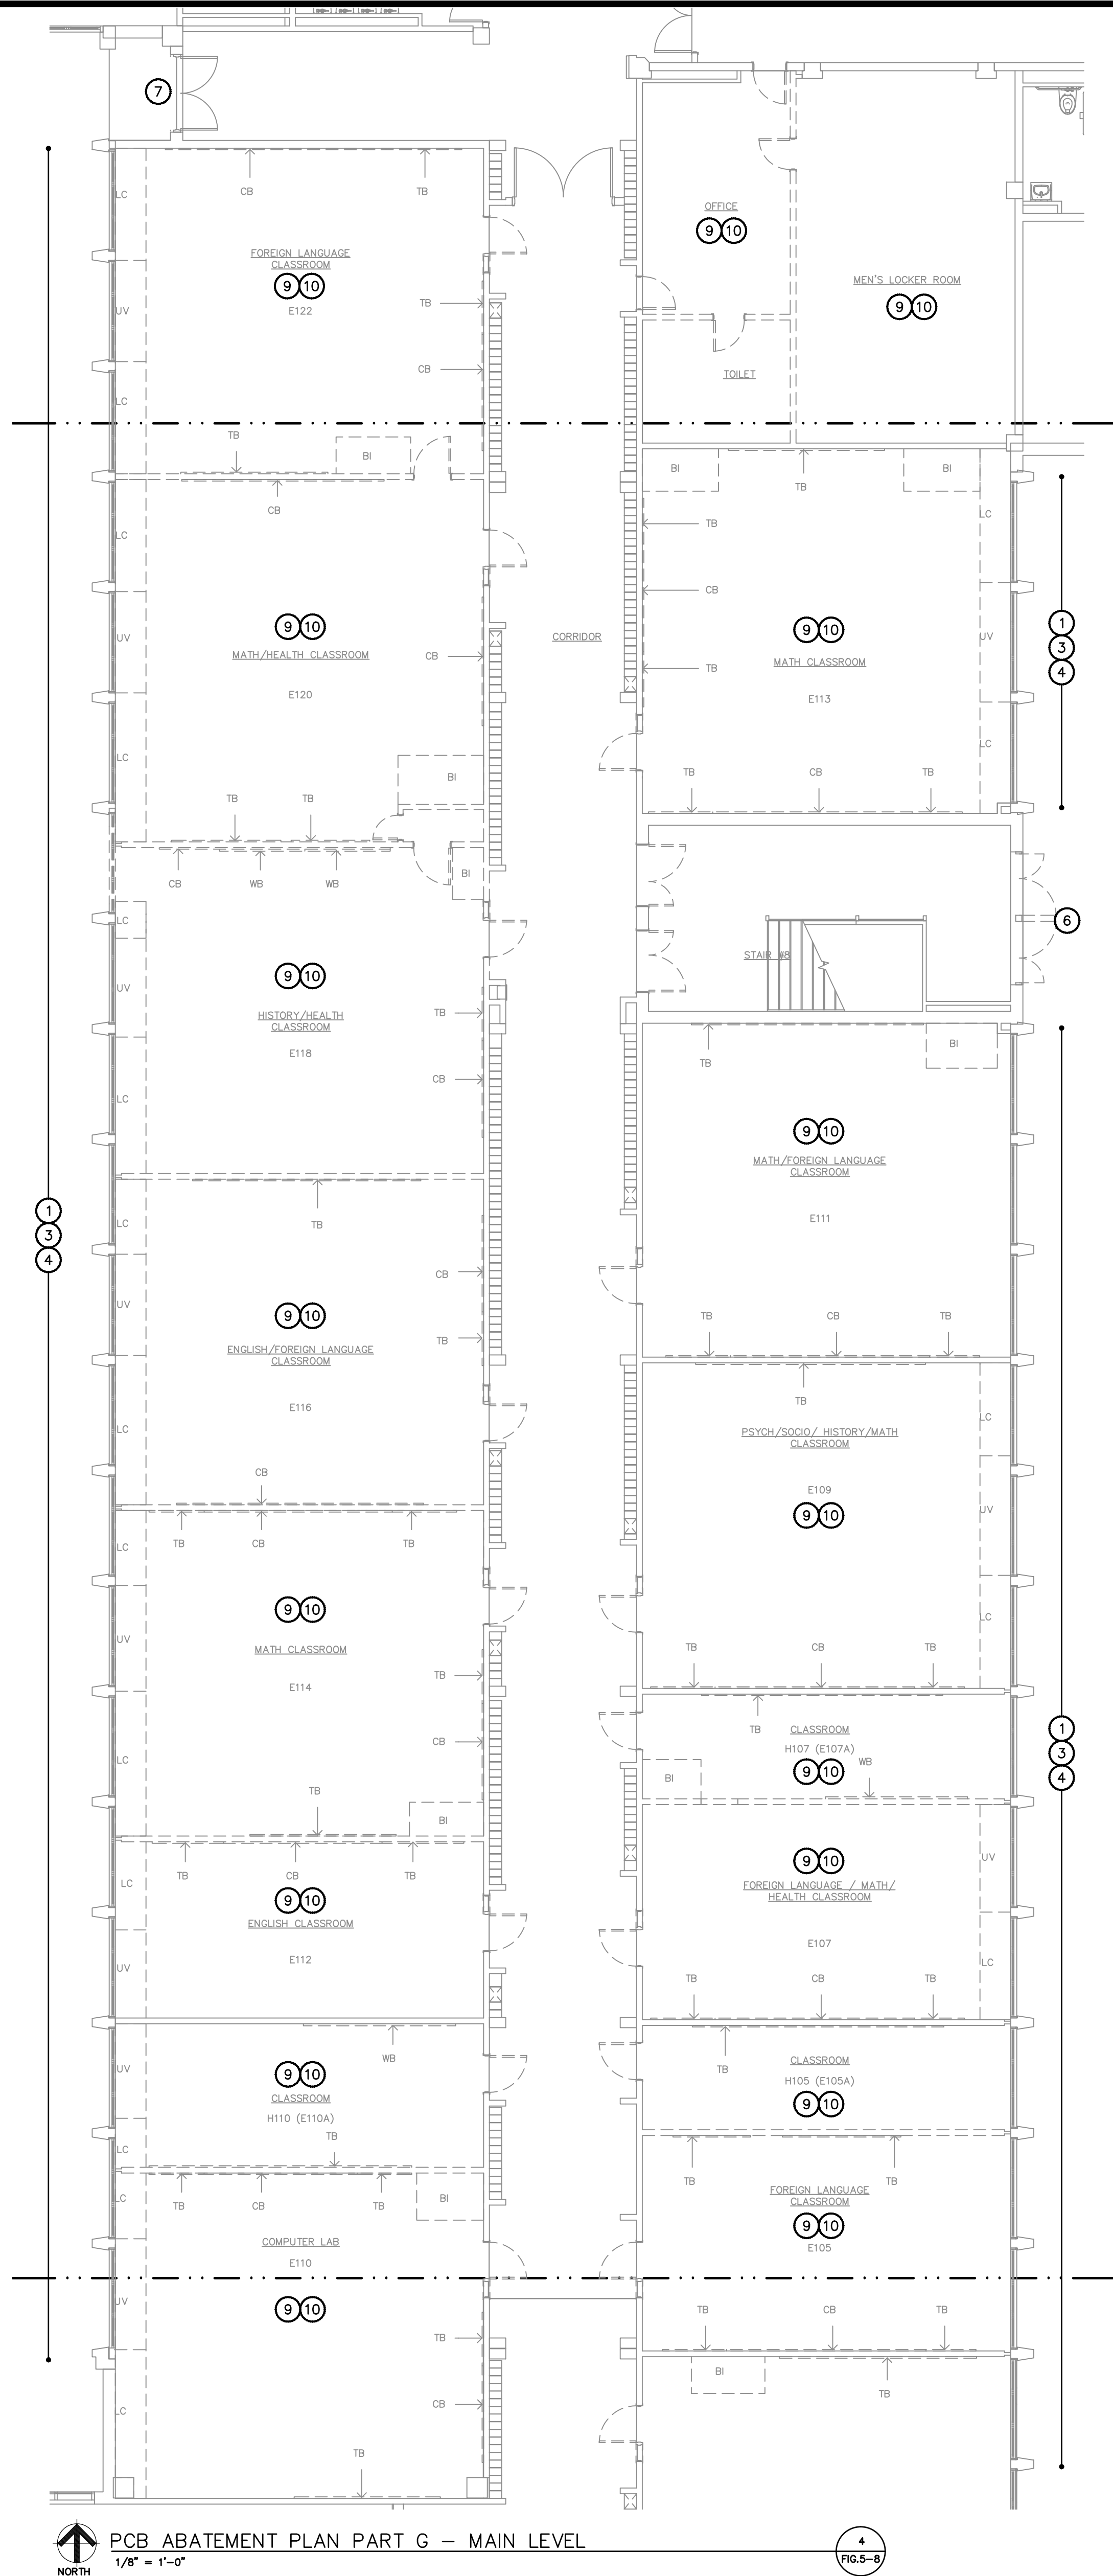 7
LC
CB
TB
OFFICE
9 10
FOREIGN LANGUAGE
CLASSROOM
9 10
E122
MEN'S LOCKER ROOM
9 10
UV
TB
CB
TOILET
LC
TB
BI
CB
BI
TB
BI
LC
LC
TB
CB
TB
9 10
MATH/HEALTH CLASSROOM
E120
UV
CB
CORRIDOR
9 10
MATH CLASSROOM
E113
UV
1
3
4
LC
BI
TB
TB
LC
TB
CB
TB
CB
WB
WB
BI
LC
UV
9 10
HISTORY/HEALTH
CLASSROOM
E118
TB
CB
LC
STAIR #8
6
TB
BI
9 10
MATH/FOREIGN LANGUAGE
CLASSROOM
E111
1
3
4
LC
TB
UV
CB
TB
9 10
ENGLISH/FOREIGN LANGUAGE
CLASSROOM
E116
LC
CB
TB
CB
TB
TB
PSYCH/SOCIO/ HISTORY/MATH
CLASSROOM
E109
9 10
LC
UV
LC
LC
TB
CB
TB
9 10
MATH CLASSROOM
E114
UV
TB
CB
LC
TB
BI
TB
CB
TB
TB
CLASSROOM
H107 (E107A)
9 10
WB
BI
1
3
4
LC
TB
CB
TB
9 10
ENGLISH CLASSROOM
E112
UV
9 10
FOREIGN LANGUAGE / MATH/
HEALTH CLASSROOM
E107
UV
LC
TB
CB
TB
WB
UV
9 10
CLASSROOM
H110 (E110A)
TB
LC
TB
CLASSROOM
H105 (E105A)
9 10
LC
TB
CB
TB
BI
COMPUTER LAB
E110
9 10
UV
TB
TB
FOREIGN LANGUAGE
CLASSROOM
9 10
E105
TB
CB
TB
TB
CB
LC
TB
BI
TB
NORTH
PCB ABATEMENT PLAN PART G – MAIN LEVEL
1/8" = 1'-0"
4
FIG.5-8